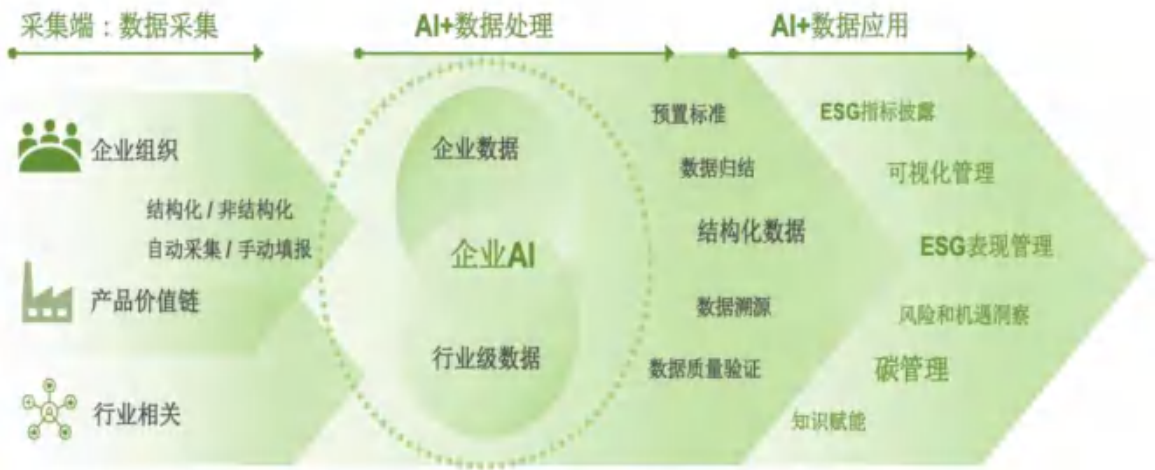 采集端：数据采集
AI+数据处理
AI+数据应用
企业组织
结构化 / 非结构化
自动采集 / 手动填报
产品价值链
行业相关
企业数据
企业AI
行业级数据
预置标准
数据归结
结构化数据
数据溯源
数据质量验证
ESG指标披露
可视化管理
ESG表现管理
风险和机遇洞察
碳管理
知识赋能